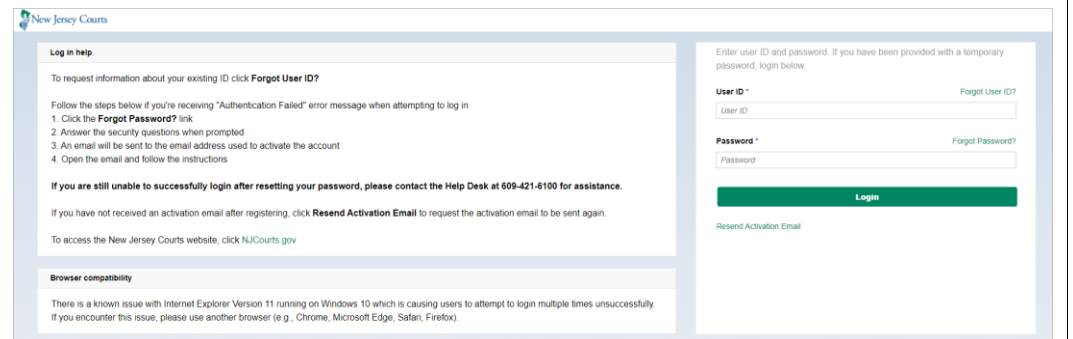 New Jersey Courts
Log in help
To request information about your existing ID click Forgot User ID?
Follow the steps below if you're receiving "Authentication Failed" error message when attempting to log in
1. Click the Forgot Password? link
2. Answer the security questions when prompted
3. An email will be sent to the email address used to activate the account
4. Open the email and follow the instructions
If you are still unable to successfully login after resetting your password, please contact the Help Desk at 609-421-6100 for assistance.
If you have not received an activation email after registering, click Resend Activation Email to request the activation email to be sent again.
To access the New Jersey Courts website, click NJCourts.gov
Browser compatibility
There is a known issue with Internet Explorer Version 11 running on Windows 10 which is causing users to attempt to login multiple times unsuccessfully.
If you encounter this issue, please use another browser (e.g., Chrome, Microsoft Edge, Safari, Firefox).
Enter user ID and password. If you have been provided with a temporary
password, login below.
User ID * Forgot User ID?
User ID
Password * Forgot Password?
Password
Login
Resend Activation Email